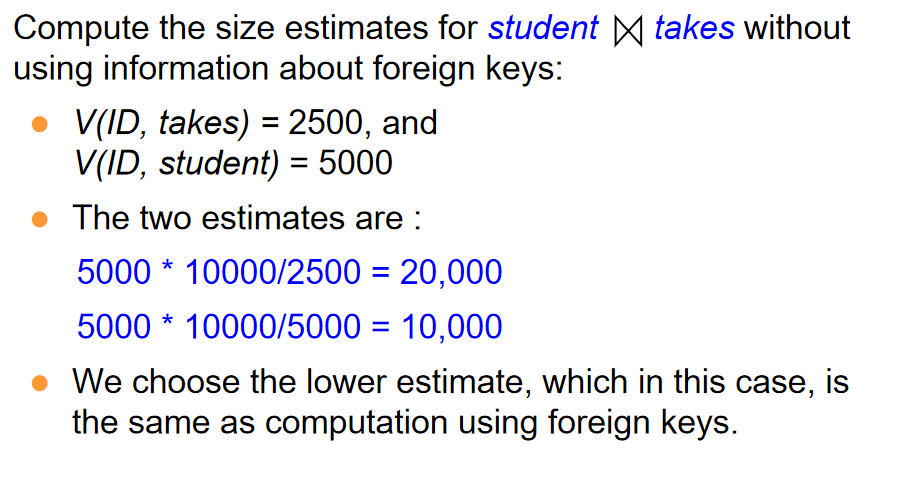 Compute the size estimates for student ⨝ takes without
using information about foreign keys:
● V(ID, takes) = 2500, and
V(ID, student) = 5000
● The two estimates are :
5000 * 10000/2500 = 20,000
5000 * 10000/5000 = 10,000
● We choose the lower estimate, which in this case, is
the same as computation using foreign keys.